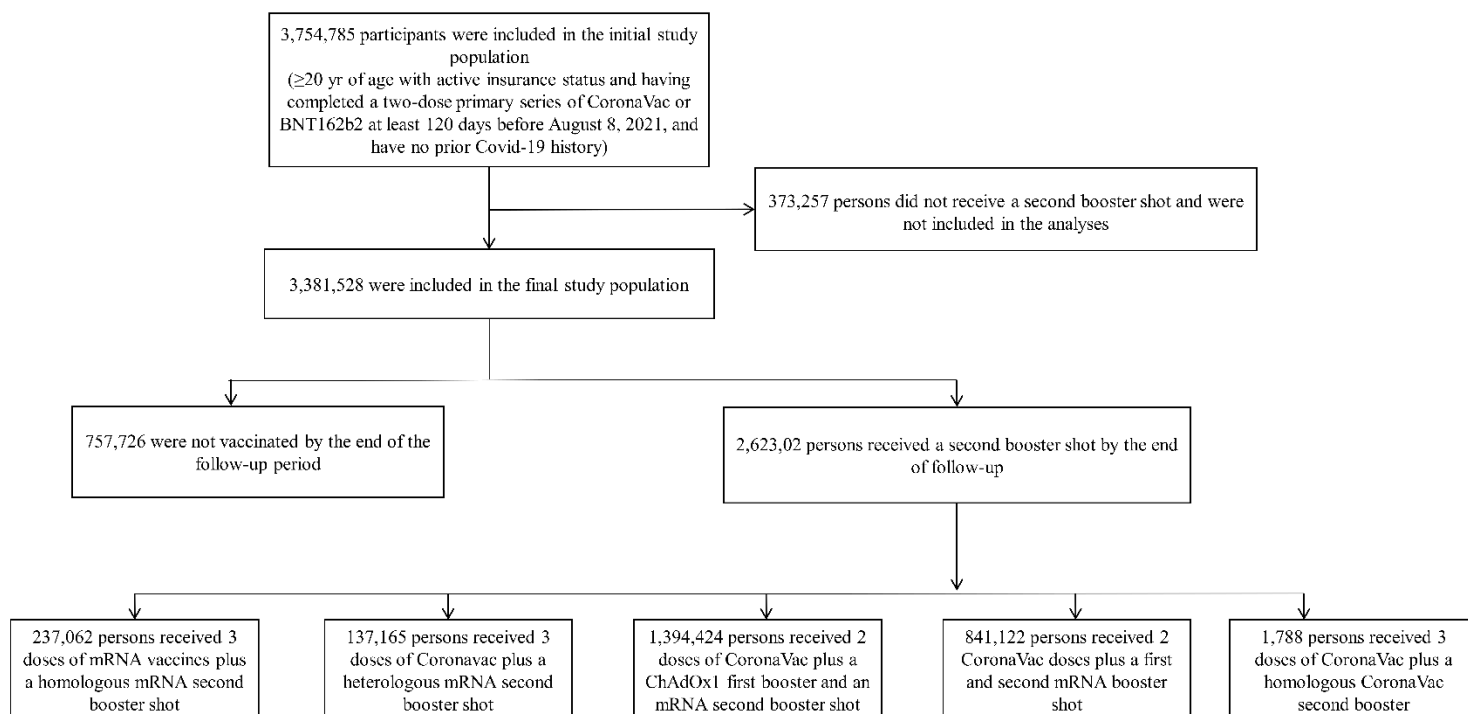 3,754,785 participants were included in the initial study
population
(≥20 yr of age with active insurance status and having
completed a two-dose primary series of CoronaVac or
BNT162b2 at least 120 days before August 8, 2021, and
have no prior Covid-19 history)
373,257 persons did not receive a second booster shot and were
not included in the analyses
3,381,528 were included in the final study population
757,726 were not vaccinated by the end of the
follow-up period
2,623,02 persons received a second booster shot by the end
of follow-up
237,062 persons received 3
doses of mRNA vaccines plus
a homologous mRNA second
booster shot
137,165 persons received 3
doses of Coronavac plus a
heterologous mRNA second
booster shot
1,394,424 persons received 2
doses of CoronaVac plus a
ChAdOx1 first booster and an
mRNA second booster shot
841,122 persons received 2
CoronaVac doses plus a first
and second mRNA booster
shot
1,788 persons received 3
doses of CoronaVac plus a
homologous CoronaVac
second booster